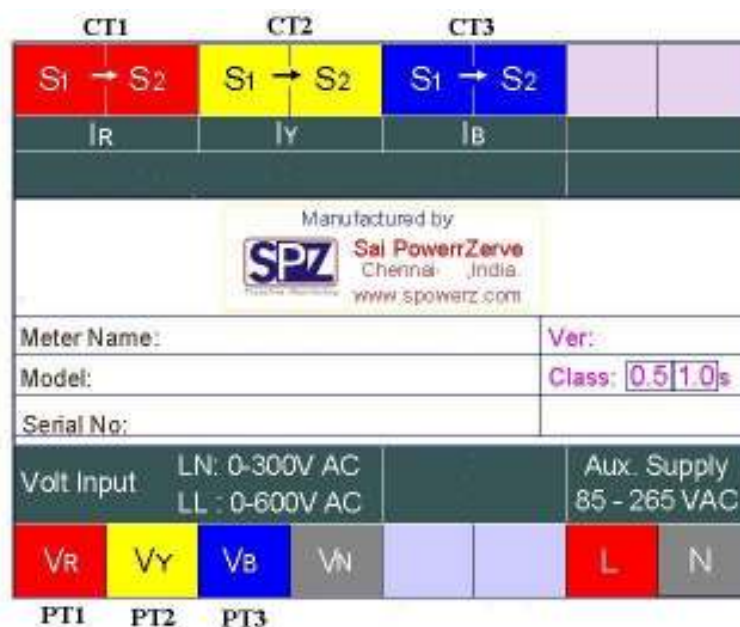 CT1 CT2 CT3
S1 → S2 S1 → S2 S1 → S2
IR IY IB
Manufactured by
SPZ Sai PowerrZerve
Chennai ,India.
www.spowerz.com
Meter Name: Ver:
Model: Class: 0.5 1.0 s
Serial No:
Volt Input LN: 0-300V AC Aux. Supply
LL : 0-600V AC 85 - 265 VAC
VR VY VB VN L N
PT1 PT2 PT3